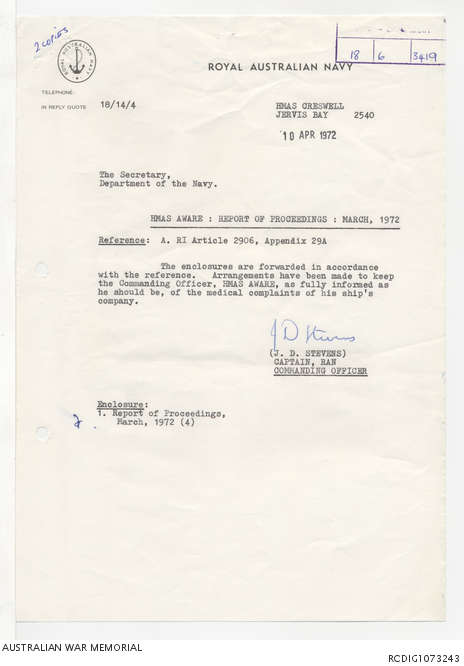 2 copies
ROYAL AUSTRALIAN NAVY
ROYAL AUSTRALIAN NAVY
18 6 3419
TELEPHONE:
IN REPLY QUOTE 18/14/4
HMAS CRESWELL
JERVIS BAY 2540
10 APR 1972
The Secretary,
Department of the Navy.
HMAS AWARE : REPORT OF PROCEEDINGS : MARCH, 1972
Reference: A. RI Article 2906, Appendix 29A
The enclosures are forwarded in accordance
with the reference. Arrangements have been made to keep
the Commanding Officer, HMAS AWARE, as fully informed as
he should be, of the medical complaints of his ship's
company.
J D Stevens
(J. D. STEVENS)
CAPTAIN, RAN
COMMANDING OFFICER
Enclosure:
1. Report of Proceedings,
March, 1972 (4)
AUSTRALIAN WAR MEMORIAL
RCDIG1073243